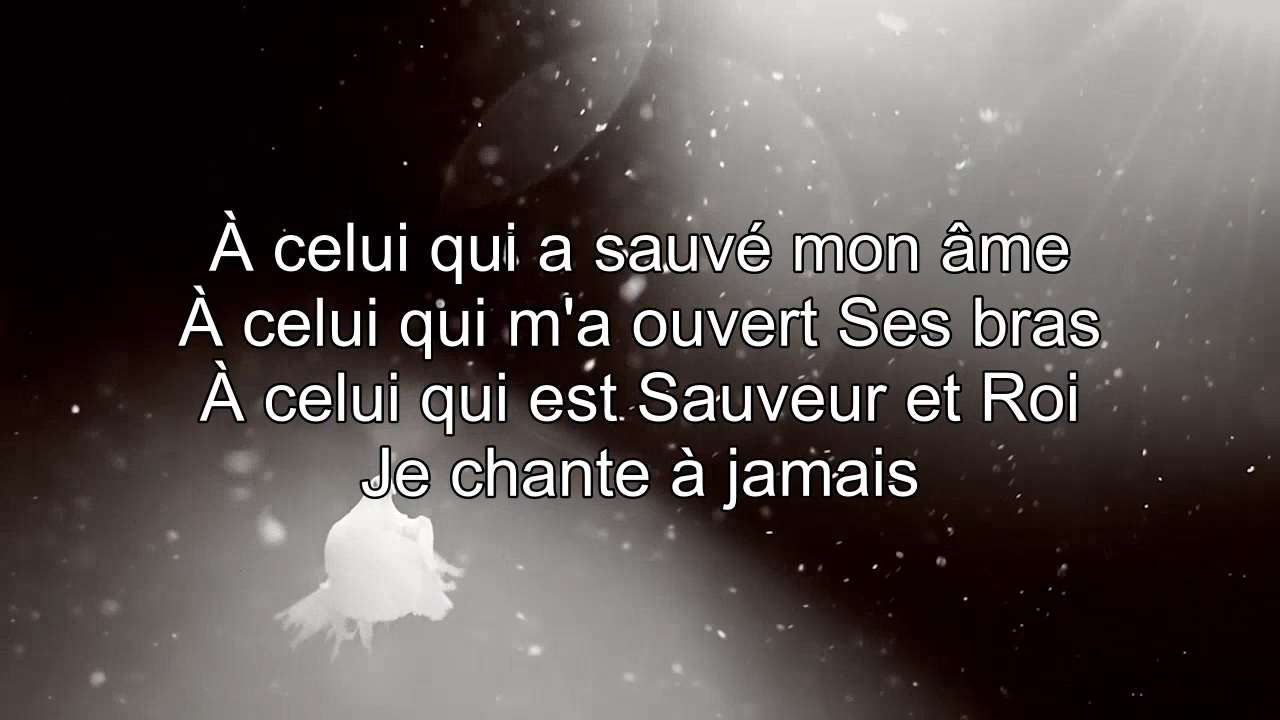 À celui qui a sauvé mon âme
À celui qui m'a ouvert Ses bras
À celui qui est Sauveur et Roi
Je chante à jamais